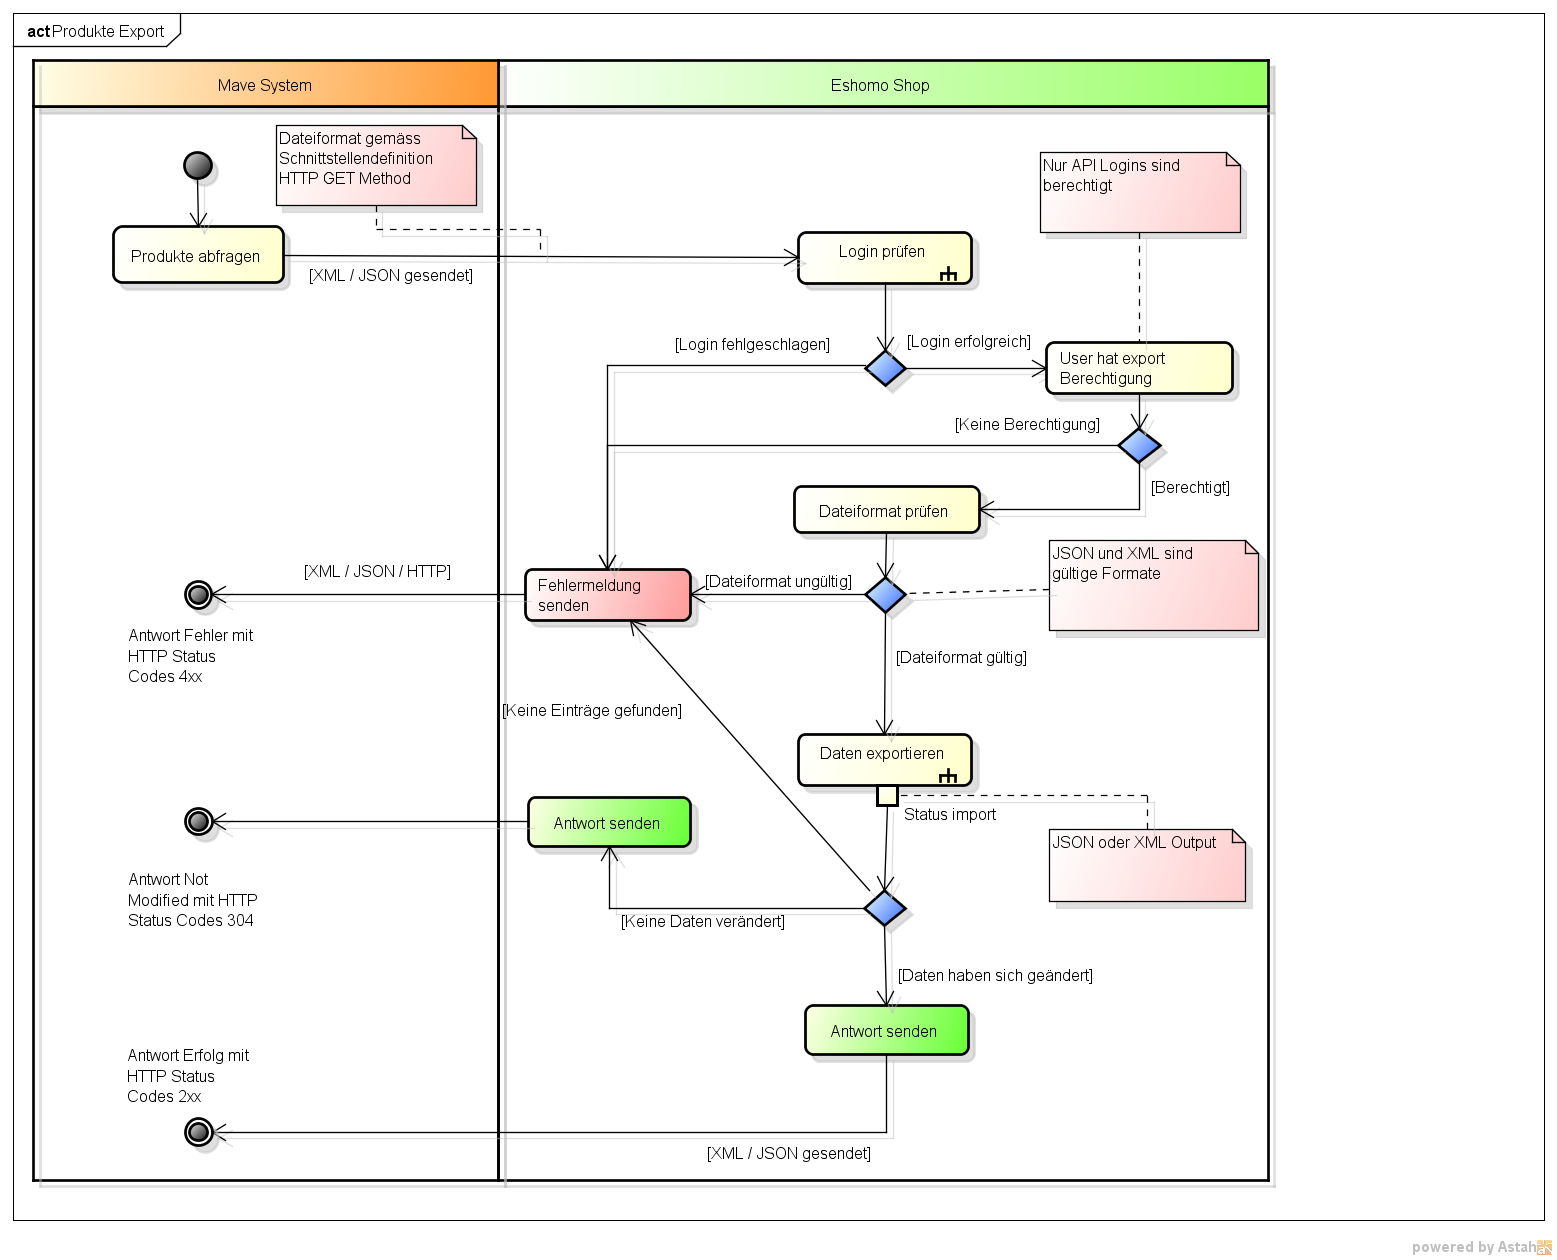 act Produkte Export
Mave System
Eshomo Shop
Dateiformat gemäss
Schnittstellendefinition
HTTP GET Method
Nur API Logins sind
berechtigt
Produkte abfragen
[XML / JSON gesendet]
Login prüfen
[Login fehlgeschlagen]
[Login erfolgreich]
User hat export
Berechtigung
[Keine Berechtigung]
[Berechtigt]
Dateiformat prüfen
JSON und XML sind
gültige Formate
[XML / JSON / HTTP]
Fehlermeldung
senden
[Dateiformat ungültig]
Antwort Fehler mit
HTTP Status
Codes 4xx
[Dateiformat gültig]
[Keine Einträge gefunden]
Daten exportieren
Status import
JSON oder XML Output
Antwort senden
Antwort Not
Modified mit HTTP
Status Codes 304
[Keine Daten verändert]
[Daten haben sich geändert]
Antwort senden
Antwort Erfolg mit
HTTP Status
Codes 2xx
[XML / JSON gesendet]
powered by Astah